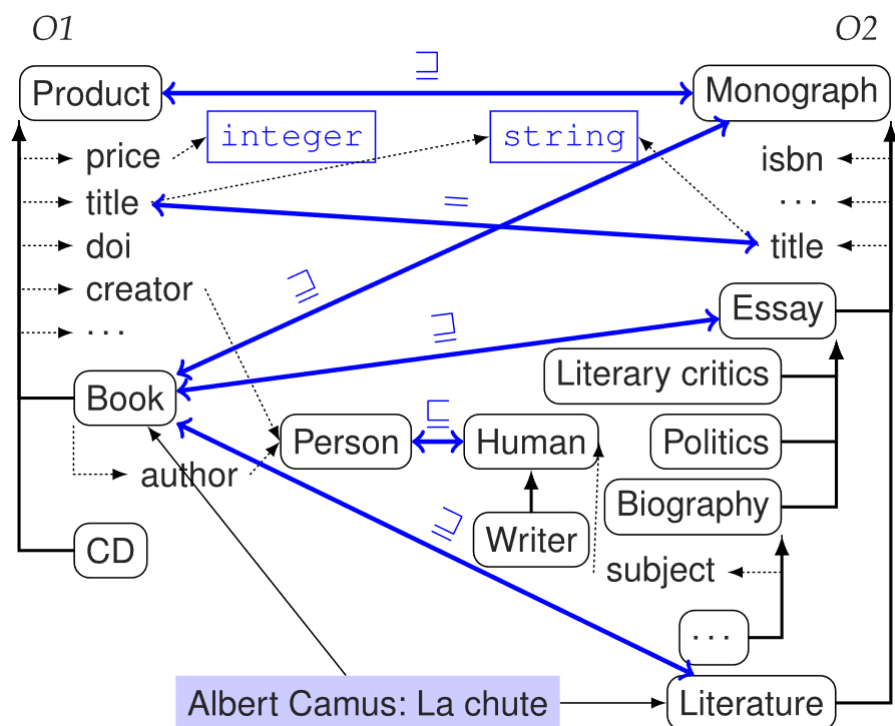 O1 O2
⊒
Product Monograph
price integer string isbn
title = · · ·
doi title
creator ⊒
· · · ⊒ Essay
Book Literary critics
Person ⊑ Human Politics
author Biography
CD ⊒ Writer subject
· · ·
Albert Camus: La chute Literature